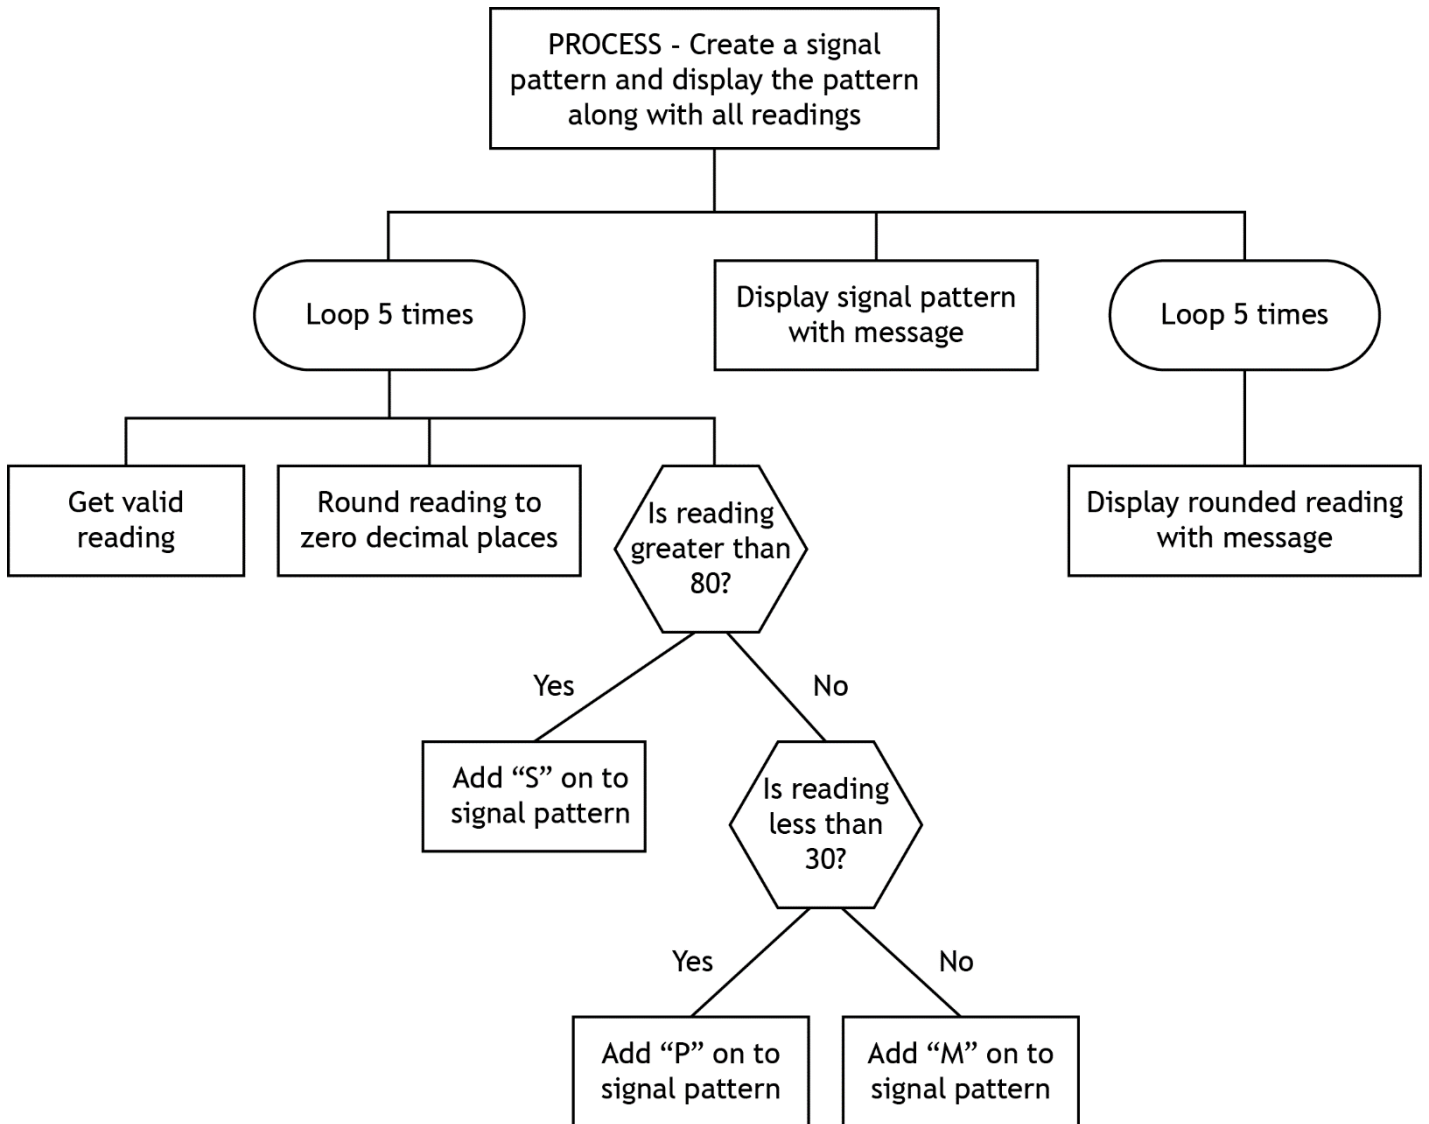 PROCESS - Create a signal
pattern and display the pattern
along with all readings
Loop 5 times
Display signal pattern
with message
Loop 5 times
Get valid
reading
Round reading to
zero decimal places
Is reading
greater than
80?
Display rounded reading
with message
Yes
No
Add “S” on to
signal pattern
Is reading
less than
30?
Yes
No
Add “P” on to
signal pattern
Add “M” on to
signal pattern